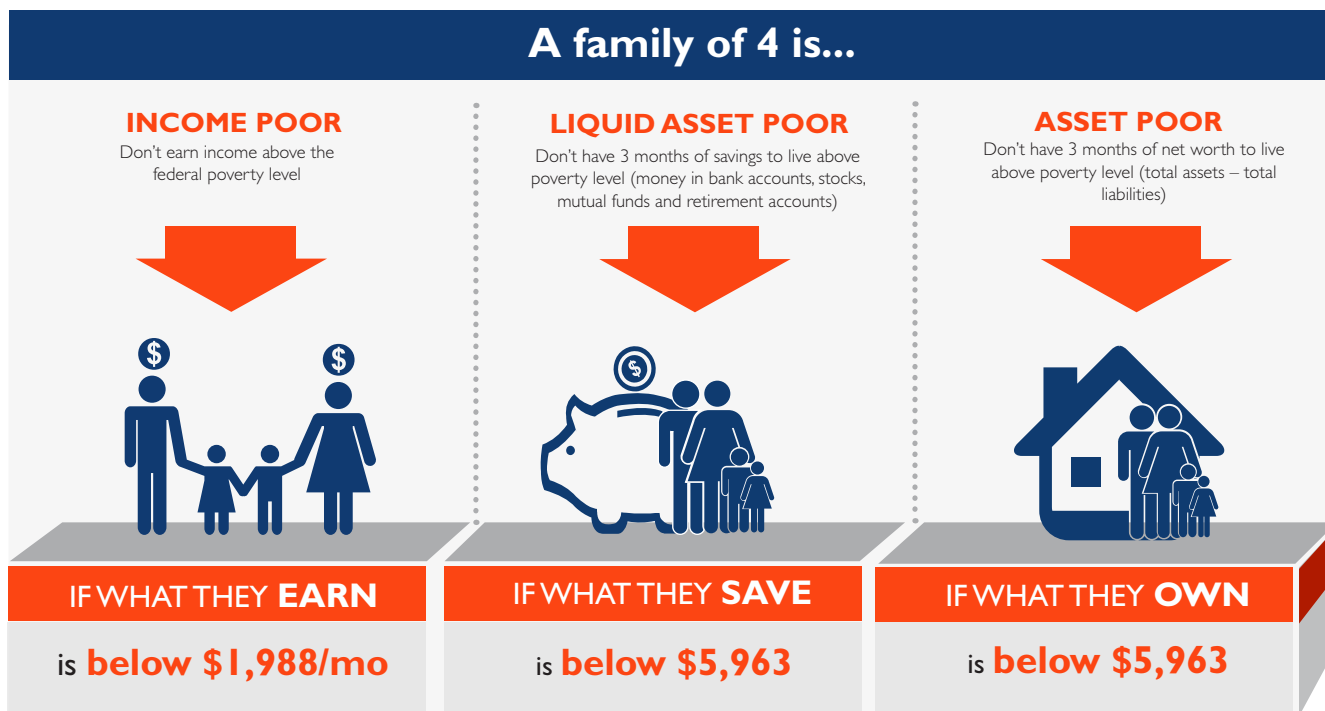 A family of 4 is...
INCOME POOR
Don't earn income above the
federal poverty level
$
$
IF WHAT THEY EARN
is below $1,988/mo
LIQUID ASSET POOR
Don't have 3 months of savings to live above
poverty level (money in bank accounts, stocks,
mutual funds and retirement accounts)
$
IF WHAT THEY SAVE
is below $5,963
ASSET POOR
Don't have 3 months of net worth to live
above poverty level (total assets – total
liabilities)
IF WHAT THEY OWN
is below $5,963